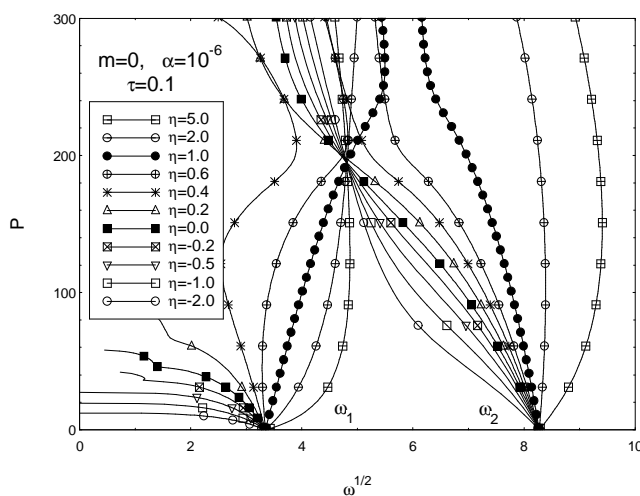 300
200
100
0
P
m=0, α=10⁻⁶
τ=0.1
η=5.0
η=2.0
η=1.0
η=0.6
η=0.4
η=0.2
η=0.0
η=-0.2
η=-0.5
η=-1.0
η=-2.0
ω₁
ω₂
0 2 4 6 8 10
ω^{1/2}